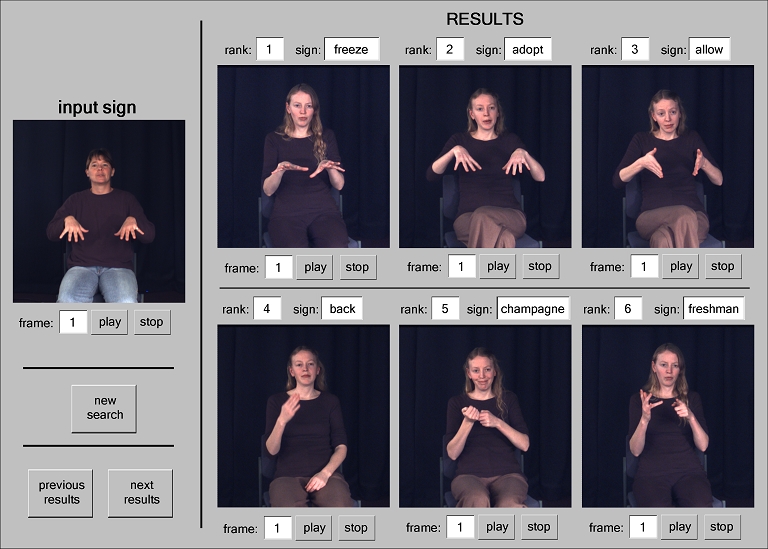 RESULTS
rank: 1 sign: freeze
rank: 2 sign: adopt
rank: 3 sign: allow
input sign
frame: 1 play stop
frame: 1 play stop
frame: 1 play stop
frame: 1 play stop
rank: 4 sign: back
rank: 5 sign: champagne
rank: 6 sign: freshman
new
search
previous
results
next
results
frame: 1 play stop
frame: 1 play stop
frame: 1 play stop